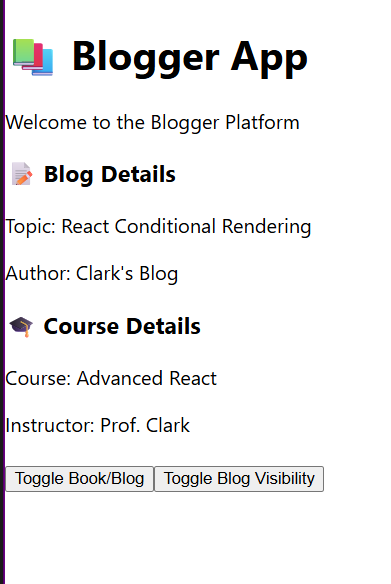 📚 Blogger App
Welcome to the Blogger Platform
📝 Blog Details
Topic: React Conditional Rendering
Author: Clark's Blog
🎓 Course Details
Course: Advanced React
Instructor: Prof. Clark
Toggle Book/Blog Toggle Blog Visibility